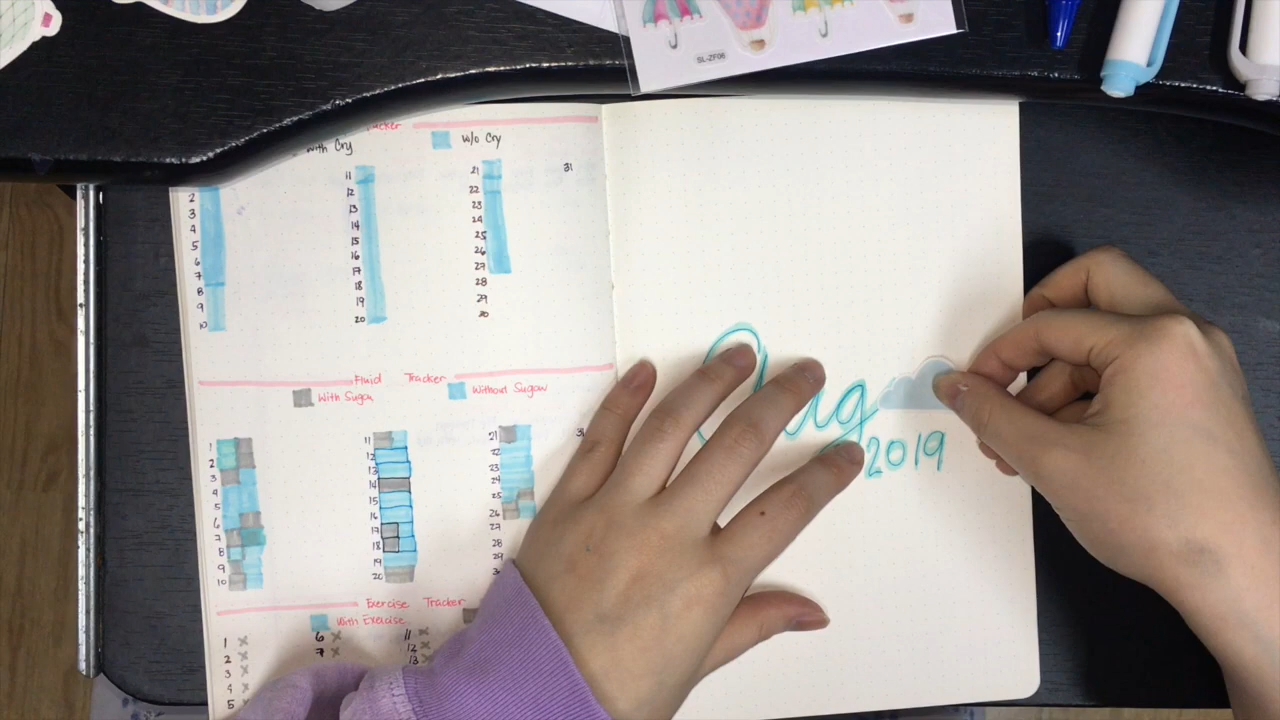 SL-ZF06
Tracker
with Cry
w/o Cry
11
21
31
2
12
22
3
13
23
4
14
24
5
15
25
6
16
26
7
17
27
8
18
28
9
19
29
10
20
Fluid Tracker
With Sugar
Without Sugar
1
11
21
2
12
22
3
13
23
4
14
24
5
15
25
6
16
26
7
17
27
8
18
28
9
19
29
10
20
Exercise Tracker
With Exercise
1 x
6 x
11 x
2 x
7 x
12 x
3 x
13 x
4 x
5 x
Aug
2019